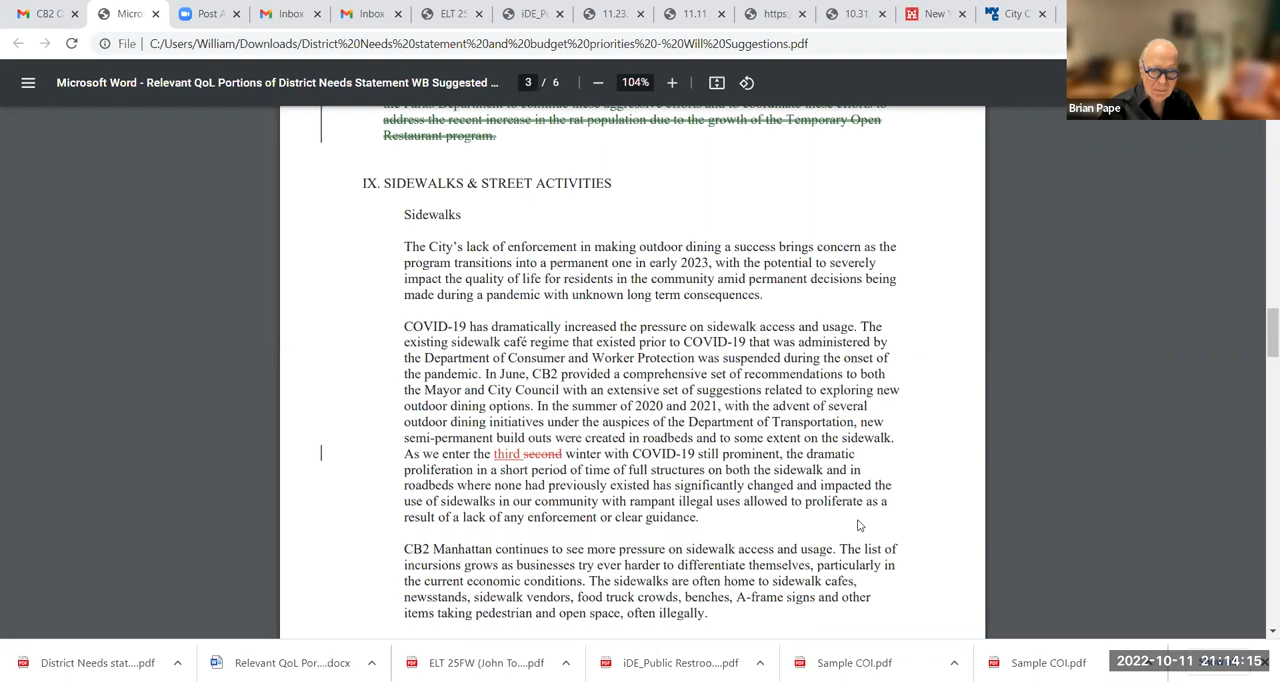 CB2 C
Micros
Post A
Inbox
Inbox
ELT 25
iDE_P
11.23.
11.11
https:
10.31.
New Y
City C
File
C:/Users/William/Downloads/District%20Needs%20statement%20and%20budget%20priorities%20-%20Will%20Suggestions.pdf
Microsoft Word - Relevant QoL Portions of District Needs Statement WB Suggested ...
3 / 6
104%
Brian Pape
the Parks Department to continue these aggressive efforts and to coordinate these efforts to
address the recent increase in the rat population due to the growth of the Temporary Open
Restaurant program.
IX. SIDEWALKS & STREET ACTIVITIES
Sidewalks
The City's lack of enforcement in making outdoor dining a success brings concern as the
program transitions into a permanent one in early 2023, with the potential to severely
impact the quality of life for residents in the community amid permanent decisions being
made during a pandemic with unknown long term consequences.
COVID-19 has dramatically increased the pressure on sidewalk access and usage. The
existing sidewalk café regime that existed prior to COVID-19 that was administered by
the Department of Consumer and Worker Protection was suspended during the onset of
the pandemic. In June, CB2 provided a comprehensive set of recommendations to both
the Mayor and City Council with an extensive set of suggestions related to exploring new
outdoor dining options. In the summer of 2020 and 2021, with the advent of several
outdoor dining initiatives under the auspices of the Department of Transportation, new
semi-permanent build outs were created in roadbeds and to some extent on the sidewalk.
As we enter the third second winter with COVID-19 still prominent, the dramatic
proliferation in a short period of time of full structures on both the sidewalk and in
roadbeds where none had previously existed has significantly changed and impacted the
use of sidewalks in our community with rampant illegal uses allowed to proliferate as a
result of a lack of any enforcement or clear guidance.
CB2 Manhattan continues to see more pressure on sidewalk access and usage. The list of
incursions grows as businesses try ever harder to differentiate themselves, particularly in
the current economic conditions. The sidewalks are often home to sidewalk cafes,
newsstands, sidewalk vendors, food truck crowds, benches, A-frame signs and other
items taking pedestrian and open space, often illegally.
District Needs stat....pdf
Relevant QoL Por....docx
ELT 25FW (John To....pdf
iDE_Public Restroo....pdf
Sample COI.pdf
Sample COI.pdf
2022-10-11 21:14:15